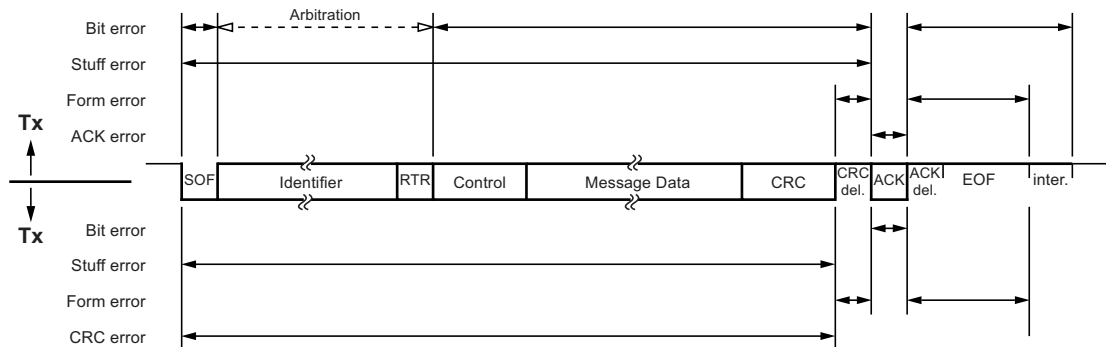 Arbitration
Bit error
Stuff error
Form error
Tx
ACK error
SOF Identifier RTR Control Message Data CRC CRC del. ACK ACK del. EOF inter.
Tx
Bit error
Stuff error
Form error
CRC error